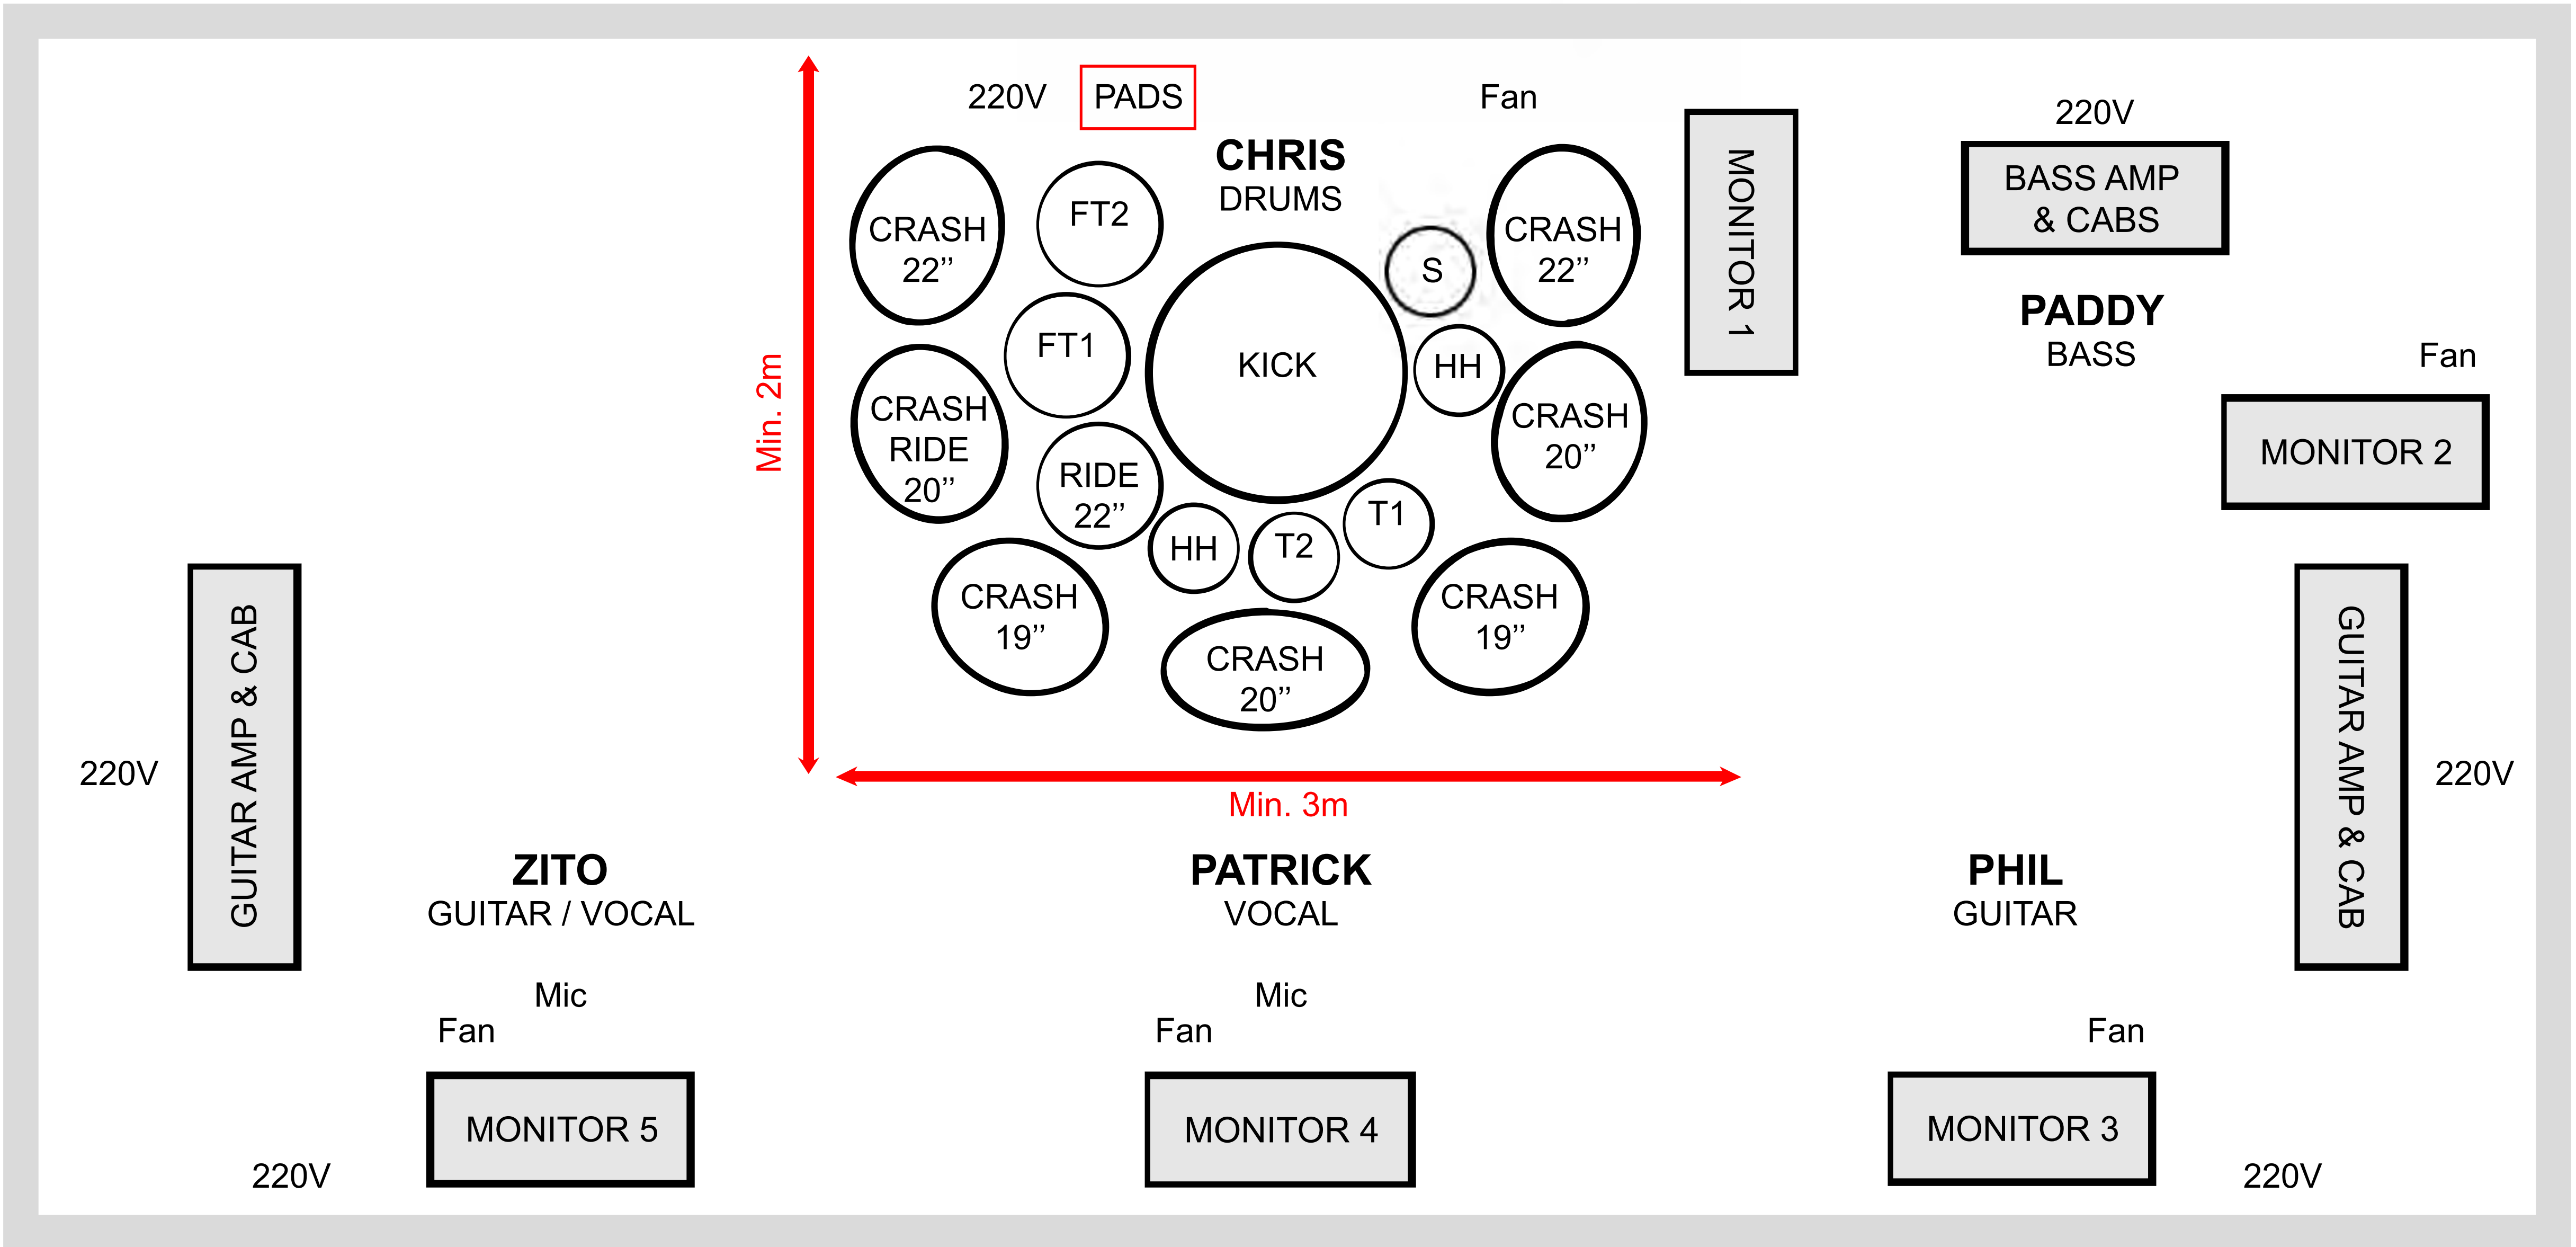 220V
PADS
Fan
220V
CHRIS
DRUMS
MONITOR 1
BASS AMP
& CABS
CRASH
22’’
FT2
S
CRASH
22’’
PADDY
BASS
Fan
FT1
KICK
HH
Min. 2m
CRASH
RIDE
20’’
CRASH
20’’
MONITOR 2
RIDE
22’’
T1
HH
T2
CRASH
19’’
CRASH
20’’
CRASH
19’’
220V
GUITAR AMP & CAB
GUITAR AMP & CAB
220V
Min. 3m
ZITO
GUITAR / VOCAL
PATRICK
VOCAL
PHIL
GUITAR
Mic
Mic
Fan
Fan
Fan
MONITOR 5
MONITOR 4
MONITOR 3
220V
220V